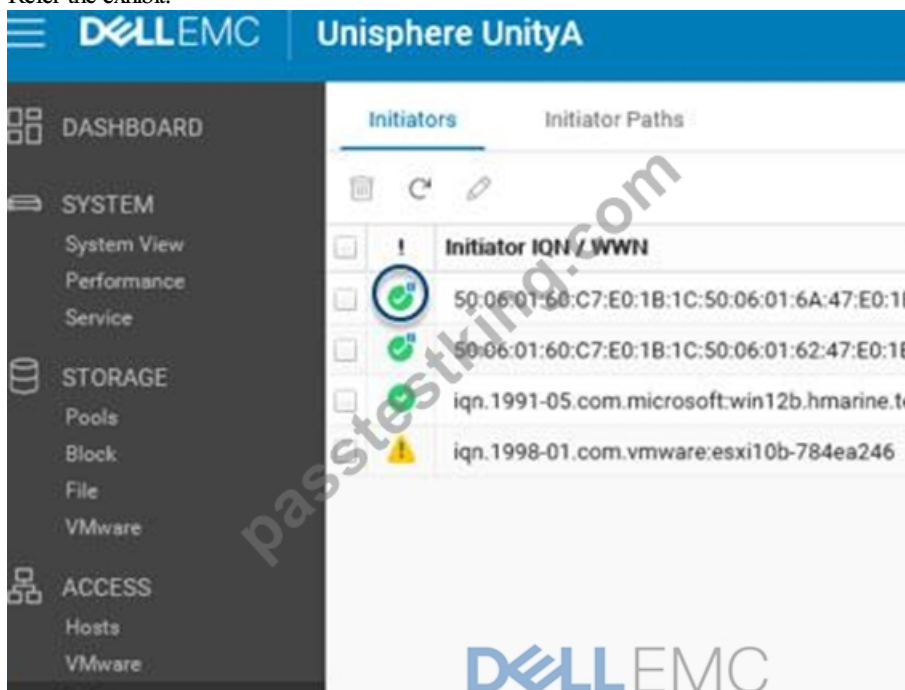 Refer the exhibit.
DELLEMC Unisphere UnityA
DASHBOARD
SYSTEM
System View
Performance
Service
STORAGE
Pools
Block
File
VMware
ACCESS
Hosts
VMware
Initiators Initiator Paths
! Initiator IQN / WWN
50:06:01:60:C7:E0:1B:1C:50:06:01:6A:47:E0:1
50:06:01:60:C7:E0:1B:1C:50:06:01:62:47:E0:1
iqn.1991-05.com.microsoft:win12b.hmarine.t
iqn.1998-01.com.vmware:esxi10b-784ea246
passtestking.com
DELLEMC